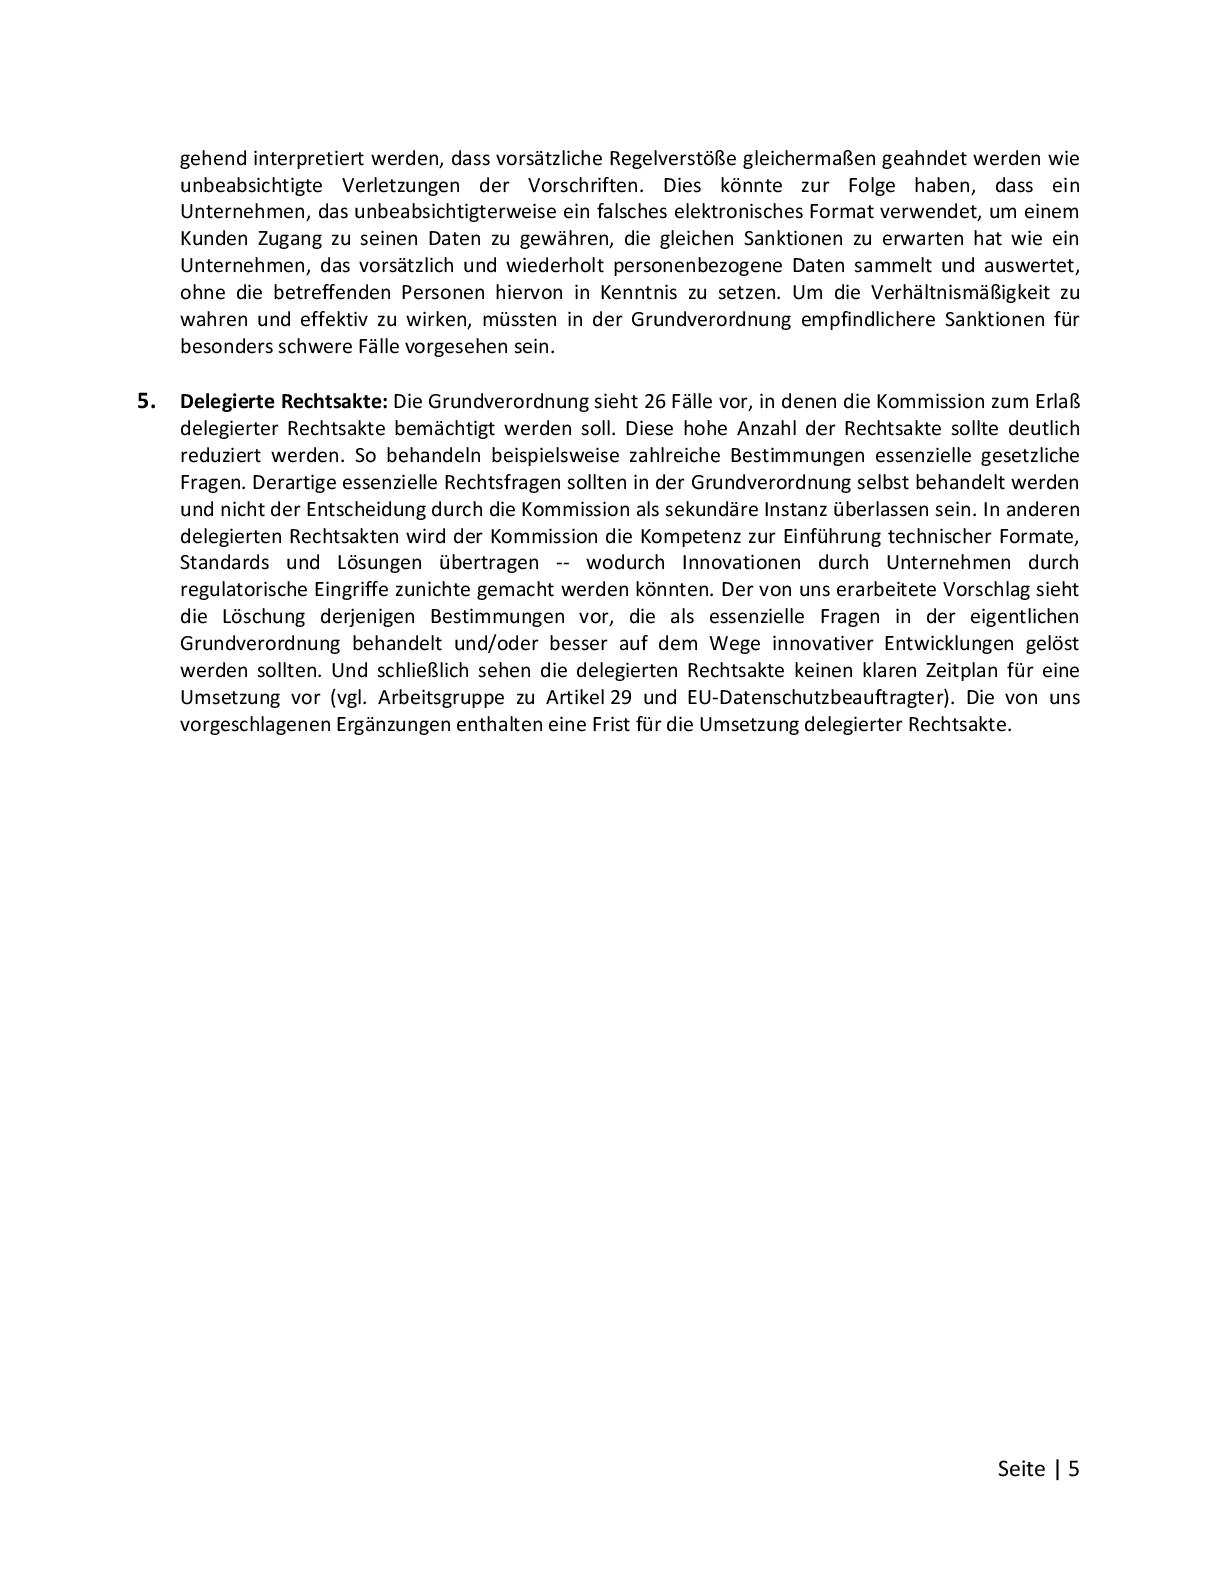 gehend interpretiert werden, dass vorsätzliche Regelverstöße gleichermaßen geahndet werden wie
unbeabsichtigte Verletzungen der Vorschriften. Dies könnte zur Folge haben, dass ein
Unternehmen, das unbeabsichtigterweise ein falsches elektronisches Format verwendet, um einem
Kunden Zugang zu seinen Daten zu gewähren, die gleichen Sanktionen zu erwarten hat wie ein
Unternehmen, das vorsätzlich und wiederholt personenbezogene Daten sammelt und auswertet,
ohne die betreffenden Personen hiervon in Kenntnis zu setzen. Um die Verhältnismäßigkeit zu
wahren und effektiv zu wirken, müssten in der Grundverordnung empfindlichere Sanktionen für
besonders schwere Fälle vorgesehen sein.
5. Delegierte Rechtsakte: Die Grundverordnung sieht 26 Fälle vor, in denen die Kommission zum Erlaß
delegierter Rechtsakte bemächtigt werden soll. Diese hohe Anzahl der Rechtsakte sollte deutlich
reduziert werden. So behandeln beispielsweise zahlreiche Bestimmungen essenzielle gesetzliche
Fragen. Derartige essenzielle Rechtsfragen sollten in der Grundverordnung selbst behandelt werden
und nicht der Entscheidung durch die Kommission als sekundäre Instanz überlassen sein. In anderen
delegierten Rechtsakten wird der Kommission die Kompetenz zur Einführung technischer Formate,
Standards und Lösungen übertragen -- wodurch Innovationen durch Unternehmen durch
regulatorische Eingriffe zunichte gemacht werden könnten. Der von uns erarbeitete Vorschlag sieht
die Löschung derjenigen Bestimmungen vor, die als essenzielle Fragen in der eigentlichen
Grundverordnung behandelt und/oder besser auf dem Wege innovativer Entwicklungen gelöst
werden sollten. Und schließlich sehen die delegierten Rechtsakte keinen klaren Zeitplan für eine
Umsetzung vor (vgl. Arbeitsgruppe zu Artikel 29 und EU-Datenschutzbeauftragter). Die von uns
vorgeschlagenen Ergänzungen enthalten eine Frist für die Umsetzung delegierter Rechtsakte.
Seite | 5